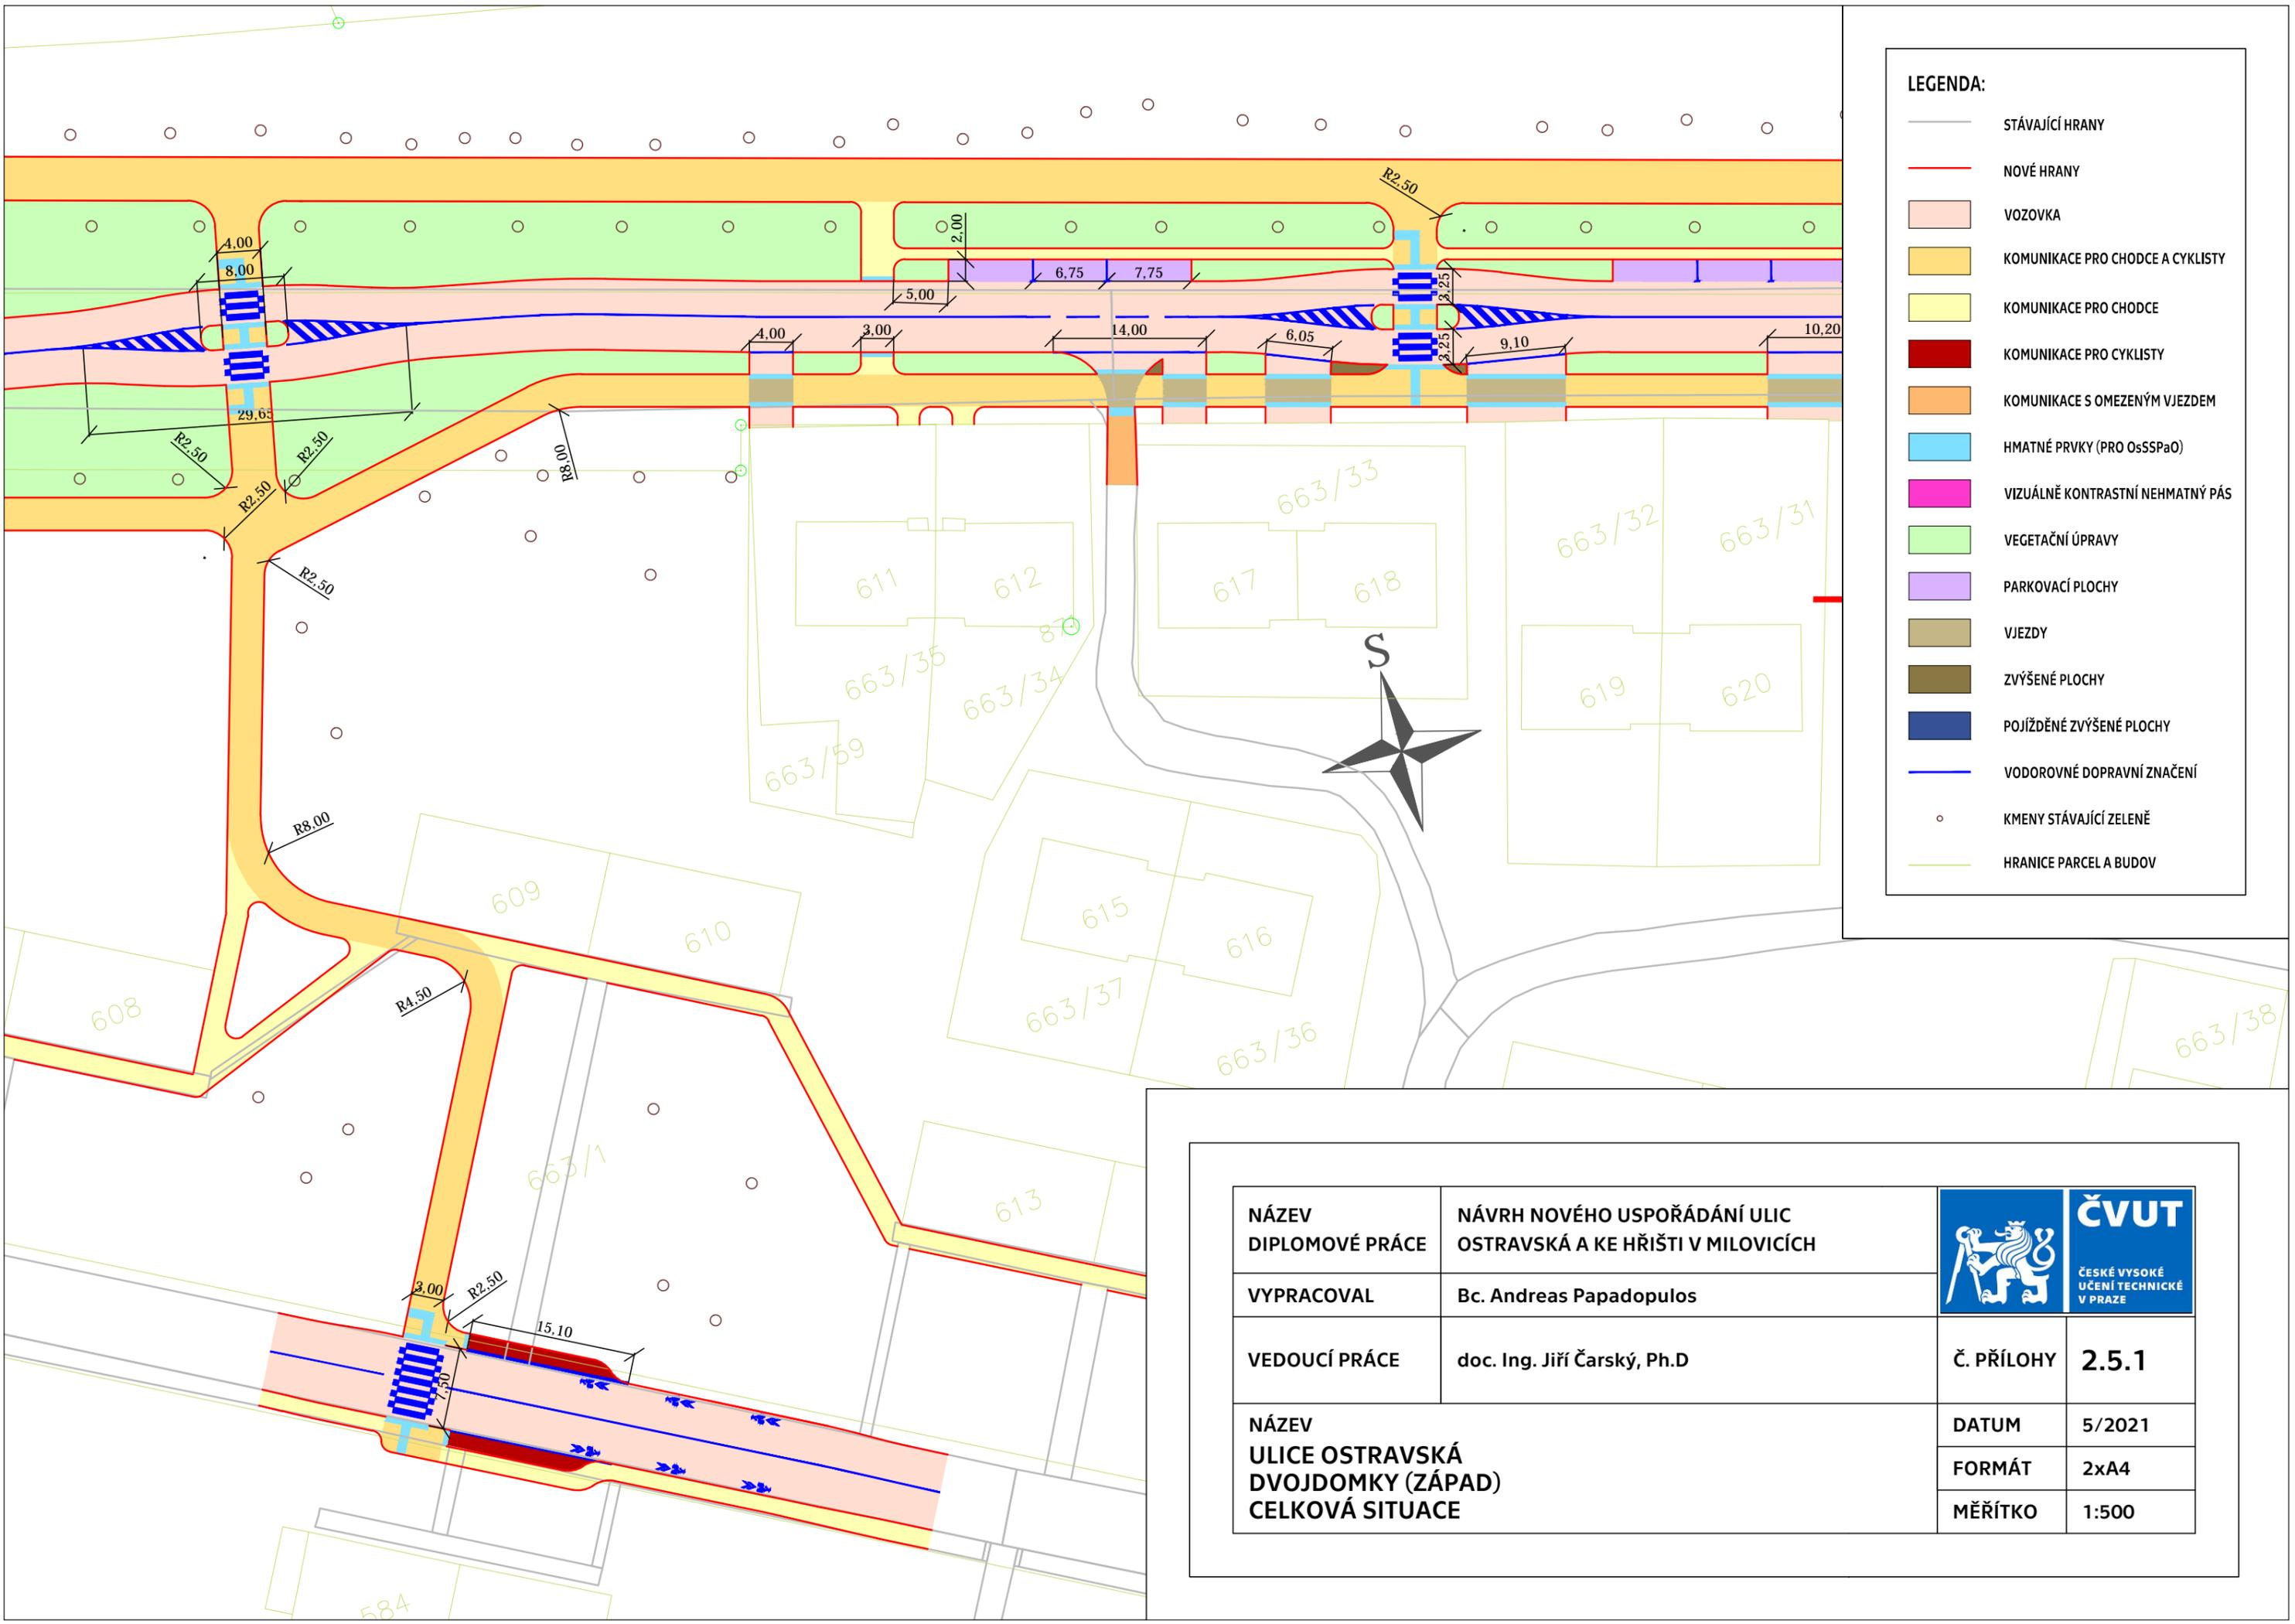 R2,50
4,00
8,00
2,00
6,75
7,75
5,00
3,25
3,25
4,00
3,00
14,00
6,05
9,10
10,20
29,65
R2,50
R2,50
R8,00
R2,50
R2,50
663/33
663/32
663/31
611
612
617
618
87
663/35
663/34
S
619
620
663/59
R8,00
609
610
615
616
608
R4,50
663/37
663/36
663/38
663/1
613
3,00
R2,50
15,10
7,50
584
LEGENDA:
STÁVAJÍCÍ HRANY
NOVÉ HRANY
VOZOVKA
KOMUNIKACE PRO CHODCE A CYKLISTY
KOMUNIKACE PRO CHODCE
KOMUNIKACE PRO CYKLISTY
KOMUNIKACE S OMEZENÝM VJEZDEM
HMATNÉ PRVKY (PRO OsSSPaO)
VIZUÁLNĚ KONTRASTNÍ NEHMATNÝ PÁS
VEGETAČNÍ ÚPRAVY
PARKOVACÍ PLOCHY
VJEZDY
ZVÝŠENÉ PLOCHY
POJÍŽDĚNÉ ZVÝŠENÉ PLOCHY
VODOROVNÉ DOPRAVNÍ ZNAČENÍ
KMENY STÁVAJÍCÍ ZELENĚ
HRANICE PARCEL A BUDOV
NÁZEV
DIPLOMOVÉ PRÁCE
NÁVRH NOVÉHO USPOŘÁDÁNÍ ULIC
OSTRAVSKÁ A KE HŘIŠTI V MILOVICÍCH
VYPRACOVAL
Bc. Andreas Papadopulos
VEDOUCÍ PRÁCE
doc. Ing. Jiří Čarský, Ph.D
ČVUT
ČESKÉ VYSOKÉ
UČENÍ TECHNICKÉ
V PRAZE
Č. PŘÍLOHY
2.5.1
NÁZEV
ULICE OSTRAVSKÁ
DVOJDOMKY (ZÁPAD)
CELKOVÁ SITUACE
DATUM
5/2021
FORMÁT
2xA4
MĚŘÍTKO
1:500